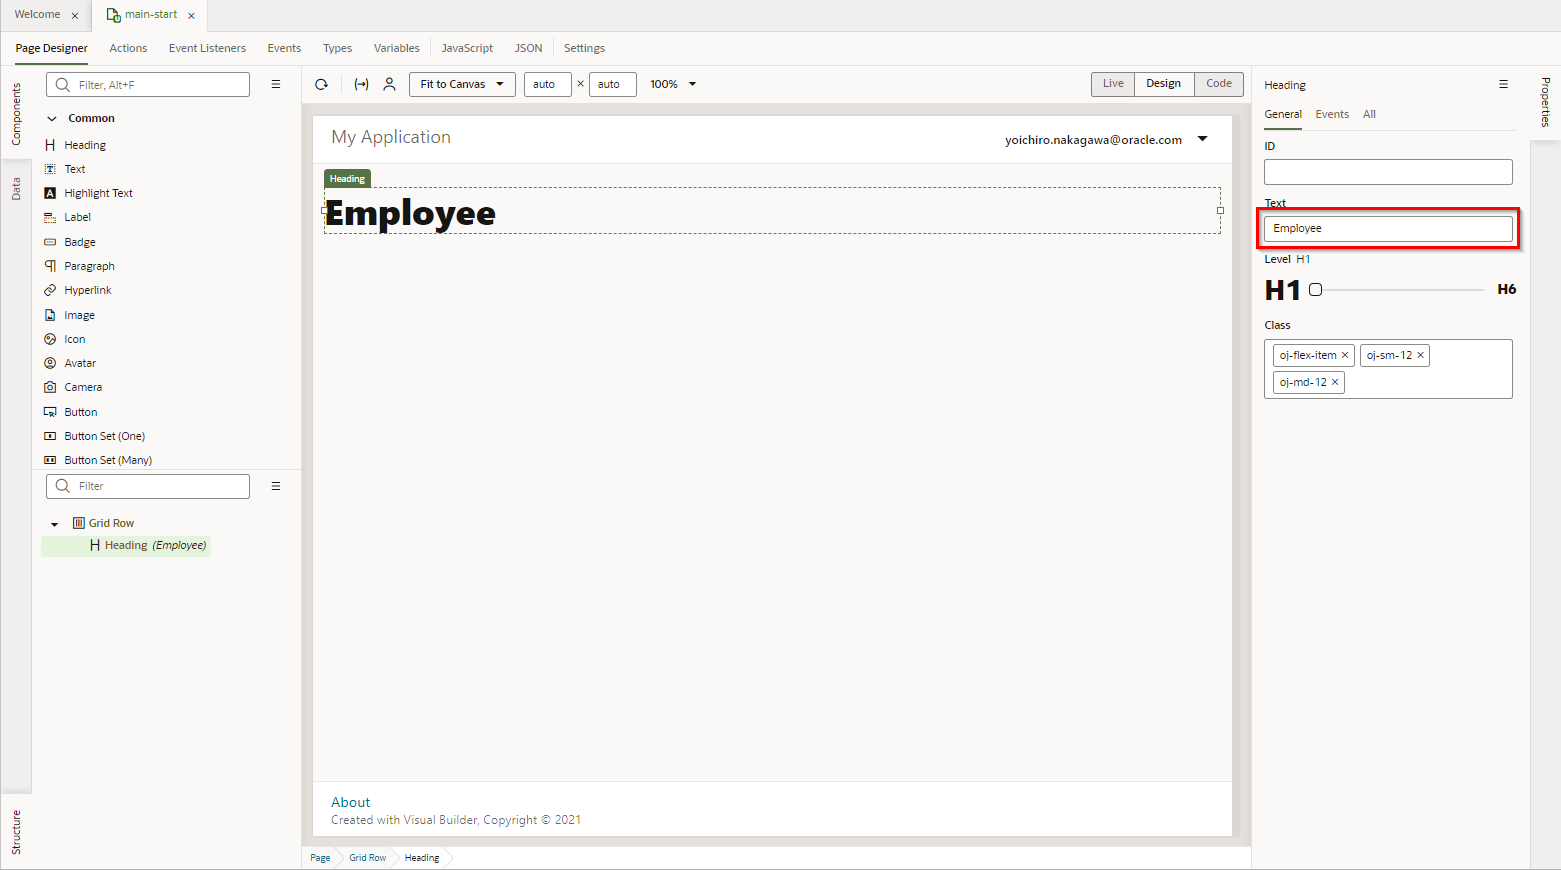 Welcome × main-start ×
Page Designer Actions Event Listeners Events Types Variables JavaScript JSON Settings
Components
Data
Structure
Filter, Alt+F
Common
Heading
Text
Highlight Text
Label
Badge
Paragraph
Hyperlink
Image
Icon
Avatar
Camera
Button
Button Set (One)
Button Set (Many)
Filter
Grid Row
Heading (Employee)
Fit to Canvas auto × auto 100% Live Design Code
My Application yoichiro.nakagawa@oracle.com
Heading
Employee
About
Created with Visual Builder, Copyright © 2021
Page Grid Row Heading
Heading
General Events All
ID
Text
Employee
Level H1
H1 H6
Class
oj-flex-item × oj-sm-12 ×
oj-md-12 ×
Properties